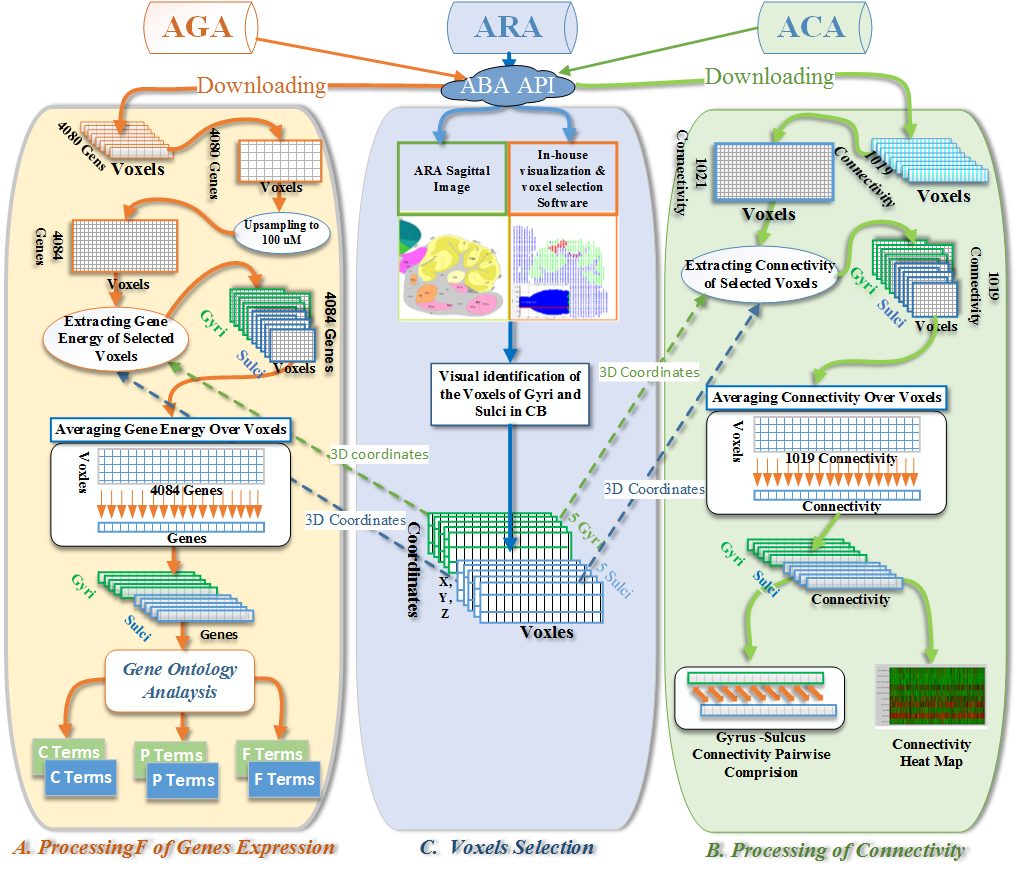 AGA
ARA
ACA
ABA API
Downloading
Downloading
4080 Gens
Voxels
4080 Genes
Voxels
Upsampling to
100 uM
4084
Genes
Voxels
Extracting Gene
Energy of Selected
Voxels
Gyri
Sulci
4084 Genes
Voxels
Averaging Gene Energy Over Voxels
Voxles
4084 Genes
Genes
Gyri
Sulci
Genes
Gene Ontology
Analaysis
C Terms
C Terms
P Terms
P Terms
F Terms
F Terms
A. ProcessingF of Genes Expression
ARA Sagittal
Image
In-house
visualization &
voxel selection
Software
Visual identification of
the Voxels of Gyri and
Sulci in CB
3D coordinates
3D Coordinates
3D Coordinates
3D Coordinates
Coordinates
X,
Y,
Z
5 Gyri
5 Sulci
Voxles
C. Voxels Selection
1021
Connectivity
Voxels
1019
Connectivity
Voxels
Extracting Connectivity
of Selected Voxels
Gyri
Sulci
1019
Connectivity
Voxels
Averaging Connectivity Over Voxels
Voxels
1019 Connectivity
Connectivity
Gyri
Sulci
Connectivity
Gyrus -Sulcus
Connectivity Pairwise
Comprision
Connectivity
Heat Map
B. Processing of Connectivity